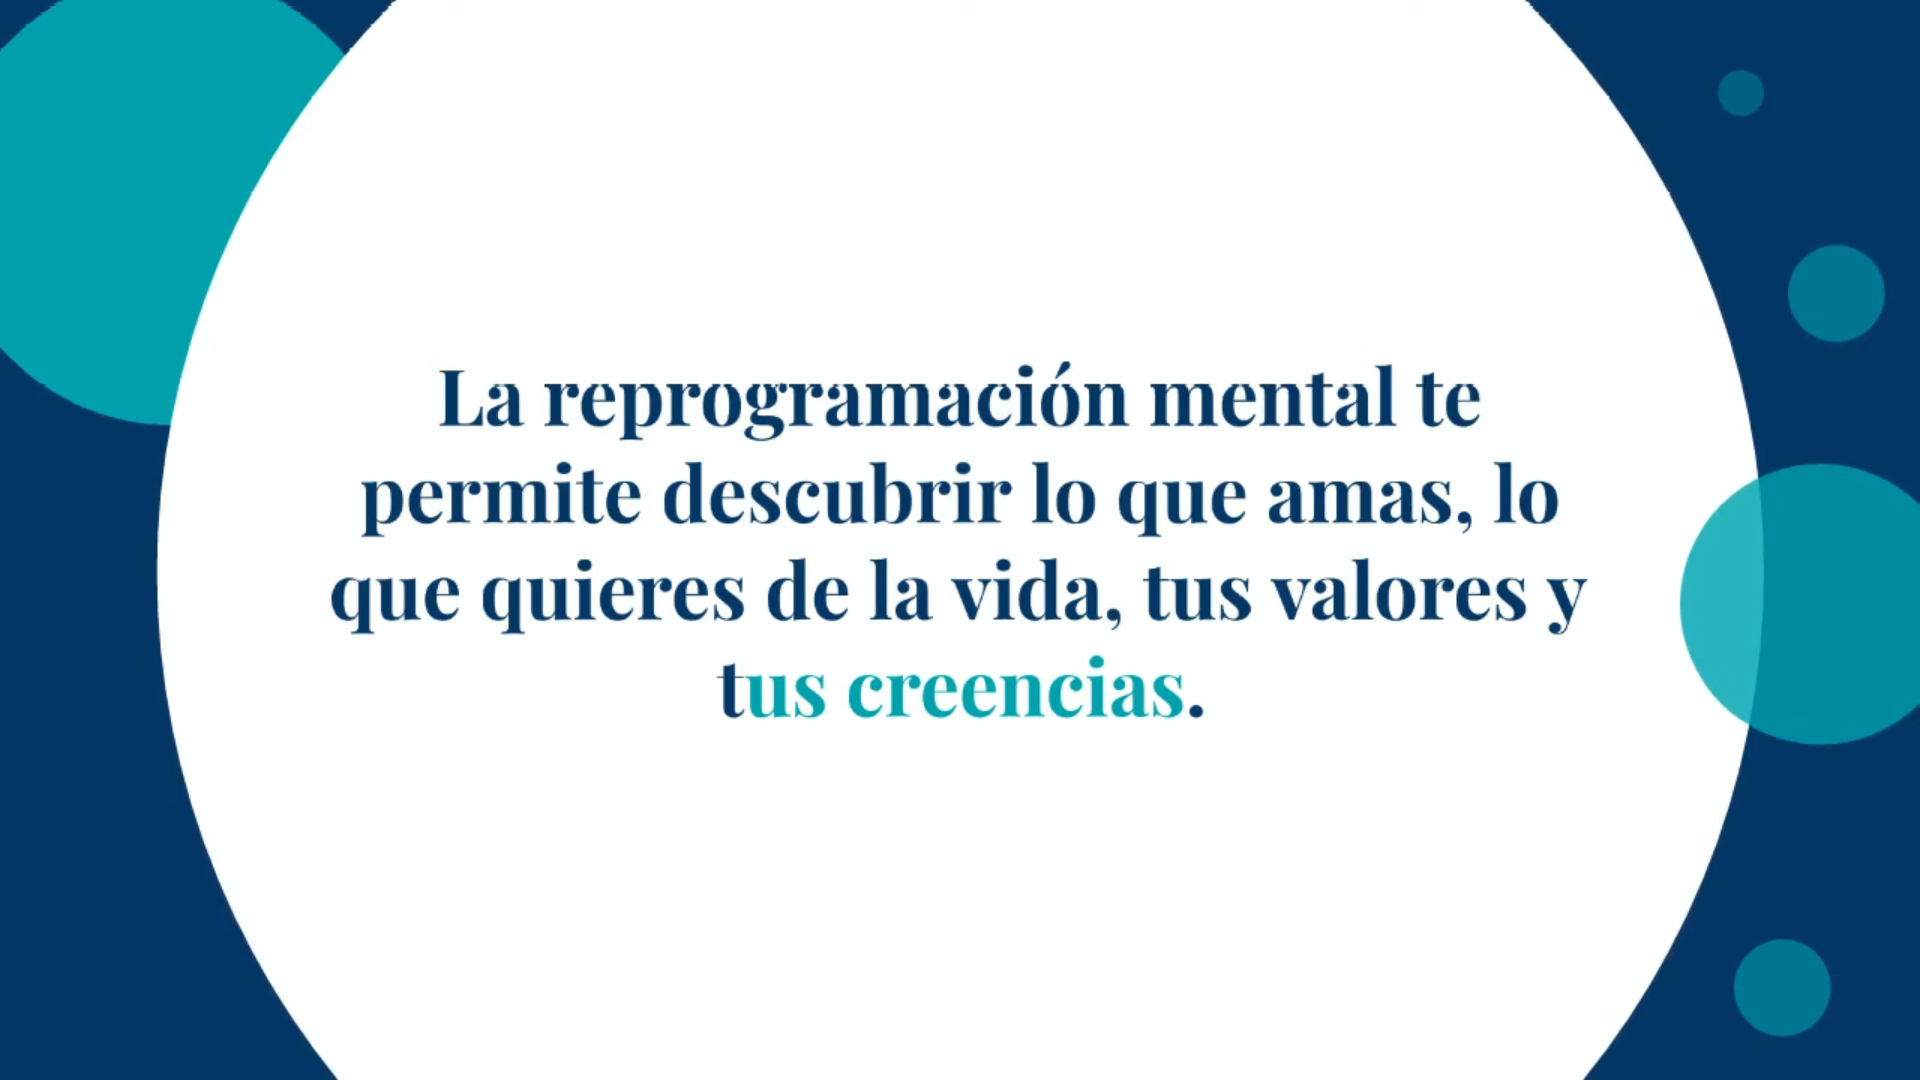 La reprogramación mental te
permite descubrir lo que amas, lo
que quieres de la vida, tus valores y
tus creencias.